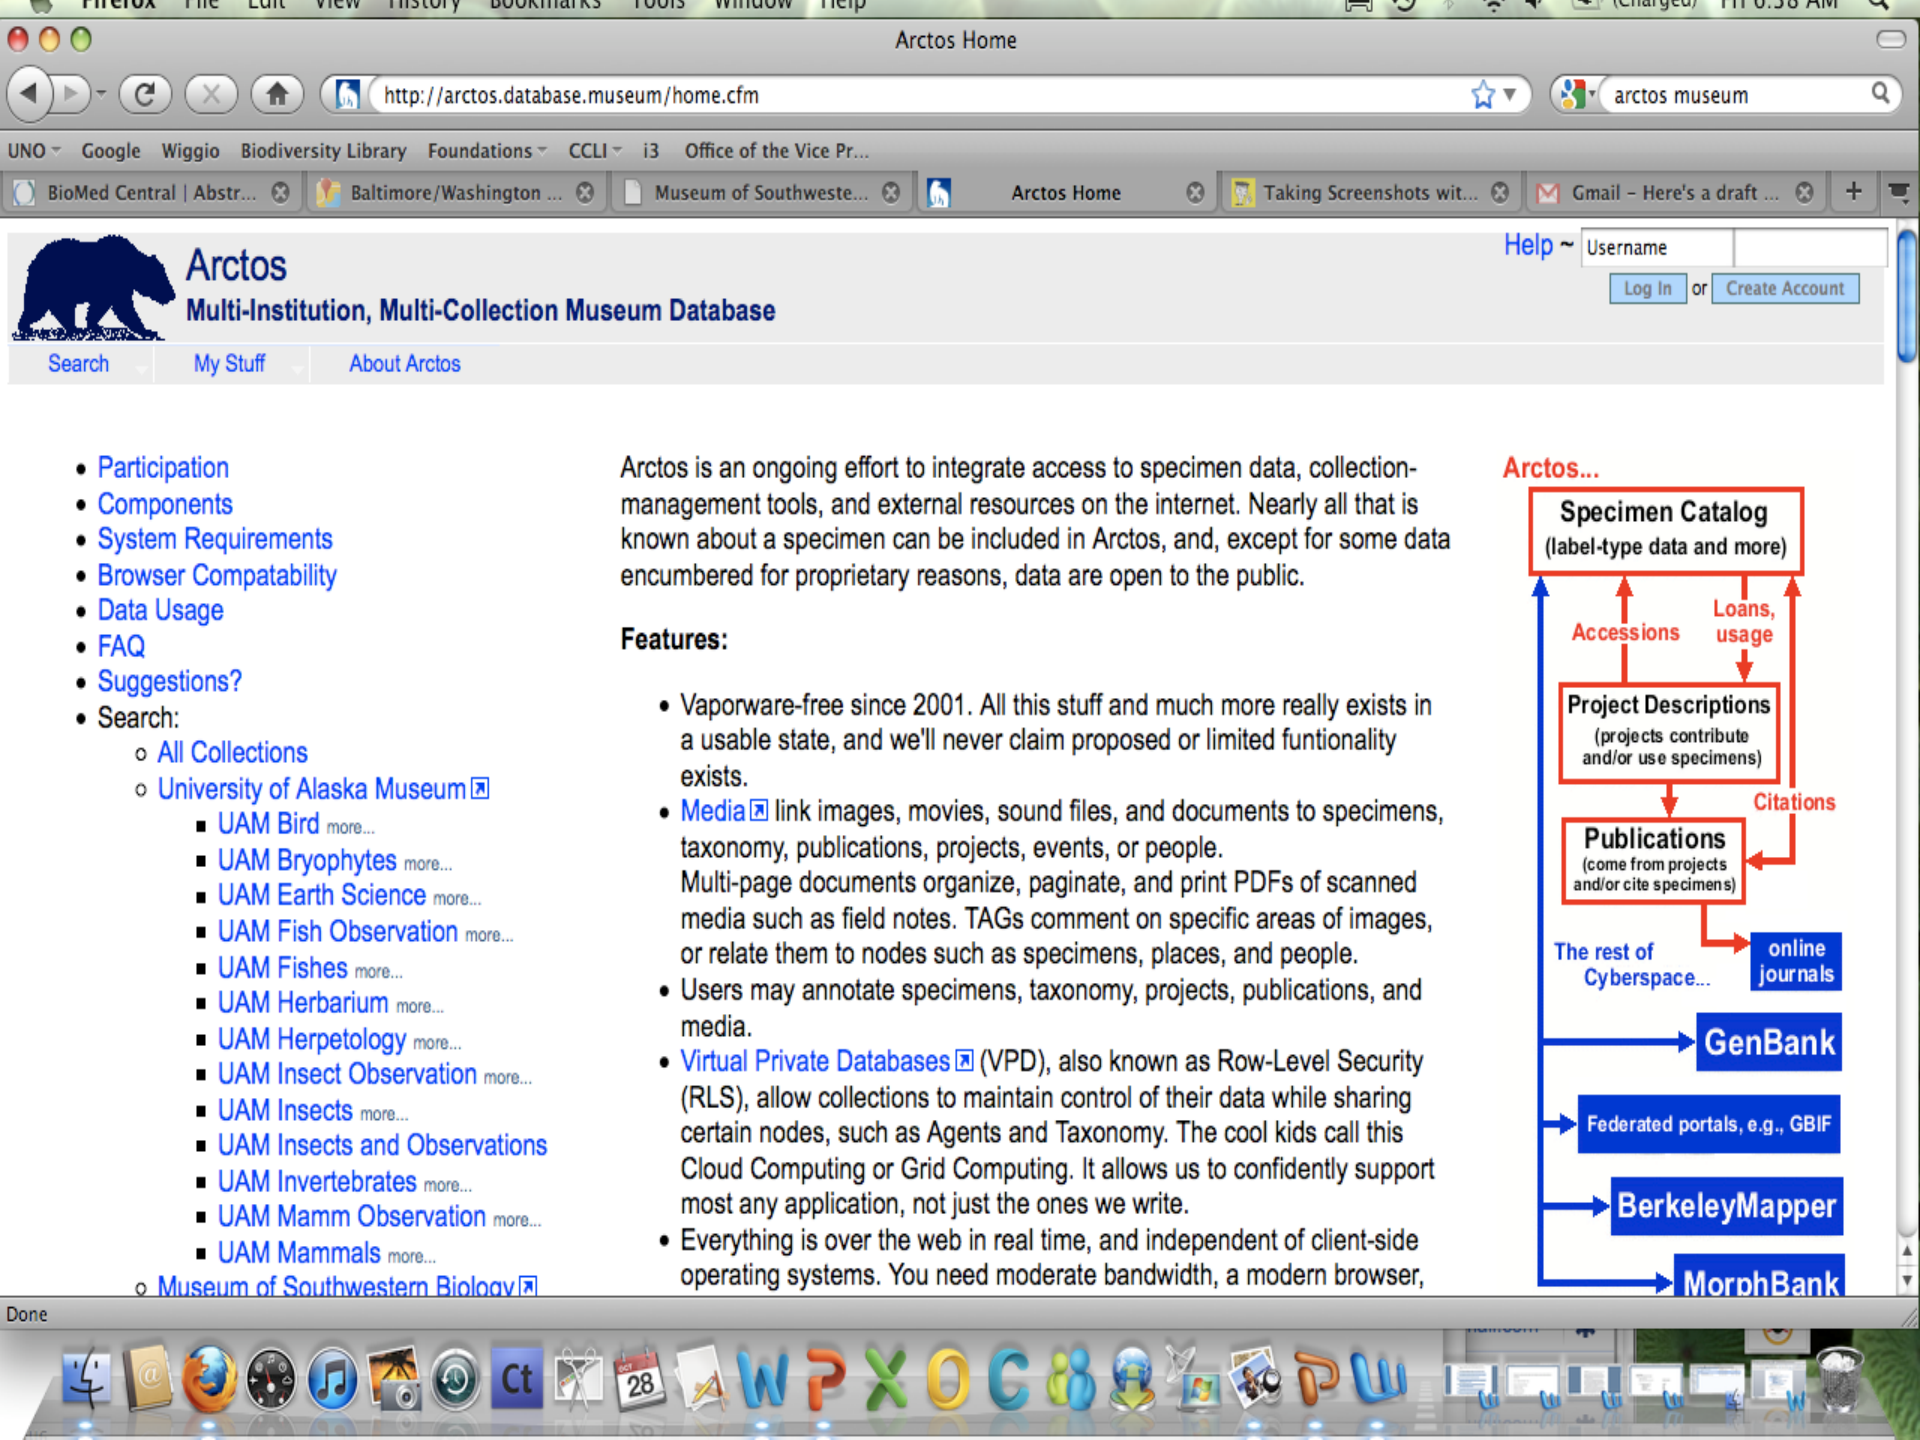 Firefox File Edit View History Bookmarks Tools Window Help (Charged) Fri 6:38 AM
Arctos Home
http://arctos.database.museum/home.cfm
arctos museum
UNO Google Wiggio Biodiversity Library Foundations CCLI i3 Office of the Vice Pr...
BioMed Central | Abstr... Baltimore/Washington ... Museum of Southweste... Arctos Home Taking Screenshots wit... Gmail – Here's a draft ...
Arctos
Multi-Institution, Multi-Collection Museum Database
Help ~ Username
Log In or Create Account
Search My Stuff About Arctos
Participation
Components
System Requirements
Browser Compatability
Data Usage
FAQ
Suggestions?
Search:
All Collections
University of Alaska Museum
UAM Bird more...
UAM Bryophytes more...
UAM Earth Science more...
UAM Fish Observation more...
UAM Fishes more...
UAM Herbarium more...
UAM Herpetology more...
UAM Insect Observation more...
UAM Insects more...
UAM Insects and Observations
UAM Invertebrates more...
UAM Mamm Observation more...
UAM Mammals more...
Museum of Southwestern Biology
Arctos is an ongoing effort to integrate access to specimen data, collection-
management tools, and external resources on the internet. Nearly all that is
known about a specimen can be included in Arctos, and, except for some data
encumbered for proprietary reasons, data are open to the public.
Features:
Vaporware-free since 2001. All this stuff and much more really exists in
a usable state, and we'll never claim proposed or limited funtionality
exists.
Media link images, movies, sound files, and documents to specimens,
taxonomy, publications, projects, events, or people.
Multi-page documents organize, paginate, and print PDFs of scanned
media such as field notes. TAGs comment on specific areas of images,
or relate them to nodes such as specimens, places, and people.
Users may annotate specimens, taxonomy, projects, publications, and
media.
Virtual Private Databases (VPD), also known as Row-Level Security
(RLS), allow collections to maintain control of their data while sharing
certain nodes, such as Agents and Taxonomy. The cool kids call this
Cloud Computing or Grid Computing. It allows us to confidently support
most any application, not just the ones we write.
Everything is over the web in real time, and independent of client-side
operating systems. You need moderate bandwidth, a modern browser,
Arctos...
Specimen Catalog
(label-type data and more)
Accessions
Loans,
usage
Project Descriptions
(projects contribute
and/or use specimens)
Citations
Publications
(come from projects
and/or cite specimens)
The rest of
Cyberspace...
online
journals
GenBank
Federated portals, e.g., GBIF
BerkeleyMapper
MorphBank
Done
Ct
OCT
28